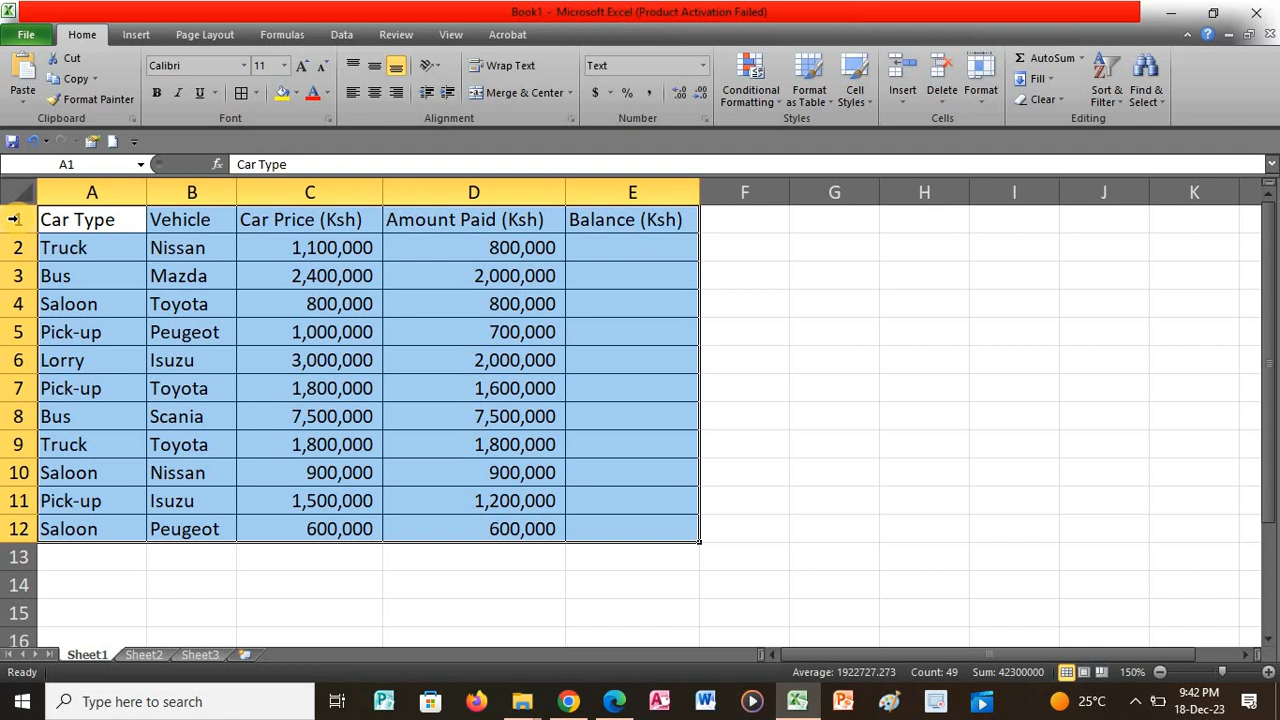 Book1 - Microsoft Excel (Product Activation Failed)
File Home Insert Page Layout Formulas Data Review View Acrobat
Paste Cut Copy Format Painter Clipboard
Calibri 11 B I U A Font
Wrap Text Merge & Center Alignment
Text $ % , Number
Conditional Formatting Format as Table Cell Styles Styles
Insert Delete Format Cells
Σ AutoSum Fill Clear Sort & Filter Find & Select Editing
A1 fx Car Type
A B C D E F G H I J K
1 Car Type Vehicle Car Price (Ksh) Amount Paid (Ksh) Balance (Ksh)
2 Truck Nissan 1,100,000 800,000
3 Bus Mazda 2,400,000 2,000,000
4 Saloon Toyota 800,000 800,000
5 Pick-up Peugeot 1,000,000 700,000
6 Lorry Isuzu 3,000,000 2,000,000
7 Pick-up Toyota 1,800,000 1,600,000
8 Bus Scania 7,500,000 7,500,000
9 Truck Toyota 1,800,000 1,800,000
10 Saloon Nissan 900,000 900,000
11 Pick-up Isuzu 1,500,000 1,200,000
12 Saloon Peugeot 600,000 600,000
13
14
15
16
Sheet1 Sheet2 Sheet3
Ready Average: 1922727.273 Count: 49 Sum: 42300000 150%
Type here to search 25°C 9:42 PM
18-Dec-23